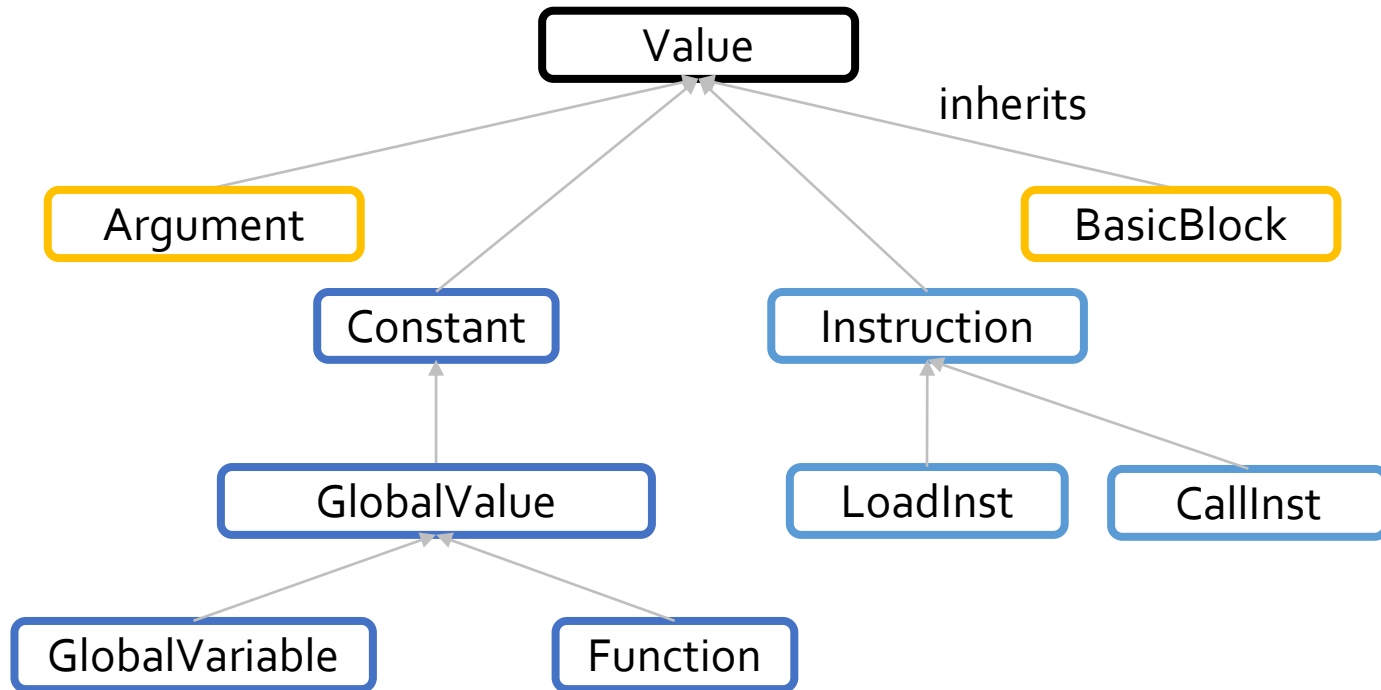 Value
inherits
Argument
BasicBlock
Constant
Instruction
GlobalValue
LoadInst
CallInst
GlobalVariable
Function